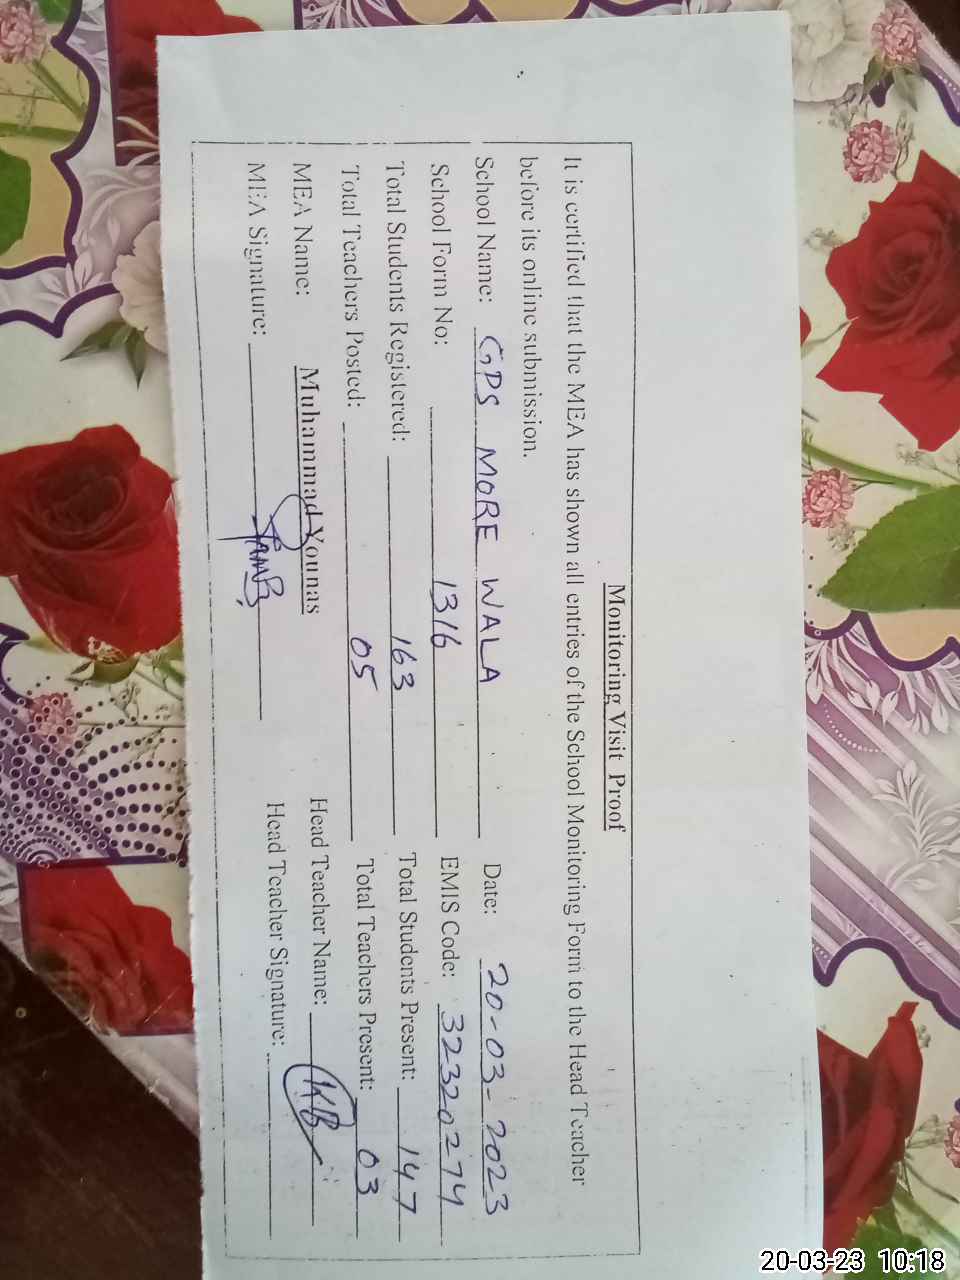 Monitoring Visit Proof
It is certified that the MEA has shown all entries of the School Monitoring Form to the Head Teacher
before its online submission.
School Name: GPS MORE WALA Date: 20-03-2023
School Form No: 1316 EMIS Code: 32320274
Total Students Registered: 163 Total Students Present: 147
Total Teachers Posted: 05 Total Teachers Present: 03
MEA Name: Muhammad Younas Head Teacher Name:
MEA Signature: Head Teacher Signature:
20-03-23 10:18